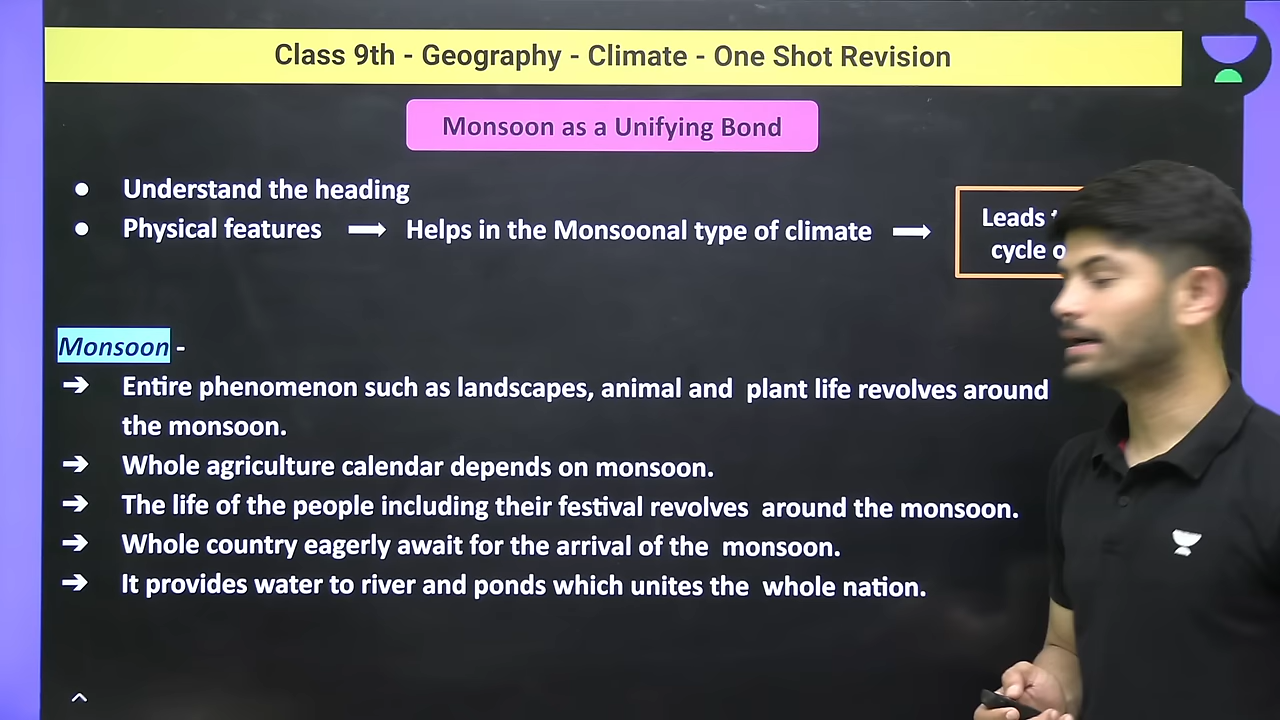 Class 9th - Geography - Climate - One Shot Revision
Monsoon as a Unifying Bond
● Understand the heading
● Physical features → Helps in the Monsoonal type of climate →
Leads
cycle
Monsoon -
→ Entire phenomenon such as landscapes, animal and plant life revolves around
the monsoon.
→ Whole agriculture calendar depends on monsoon.
→ The life of the people including their festival revolves around the monsoon.
→ Whole country eagerly await for the arrival of the monsoon.
→ It provides water to river and ponds which unites the whole nation.